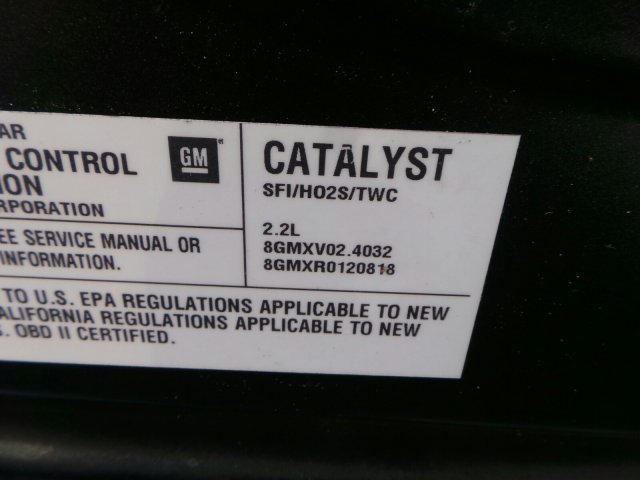 AR
CONTROL
ION
RPORATION
GM
CATALYST
SFI/HO2S/TWC
EE SERVICE MANUAL OR
INFORMATION.
2.2L
8GMXV02.4032
8GMXR0120818
TO U.S. EPA REGULATIONS APPLICABLE TO NEW
ALIFORNIA REGULATIONS APPLICABLE TO NEW
S. OBD II CERTIFIED.